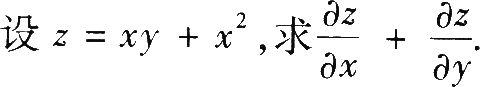 设 z = xy + x², 求 ∂z/∂x + ∂z/∂y.